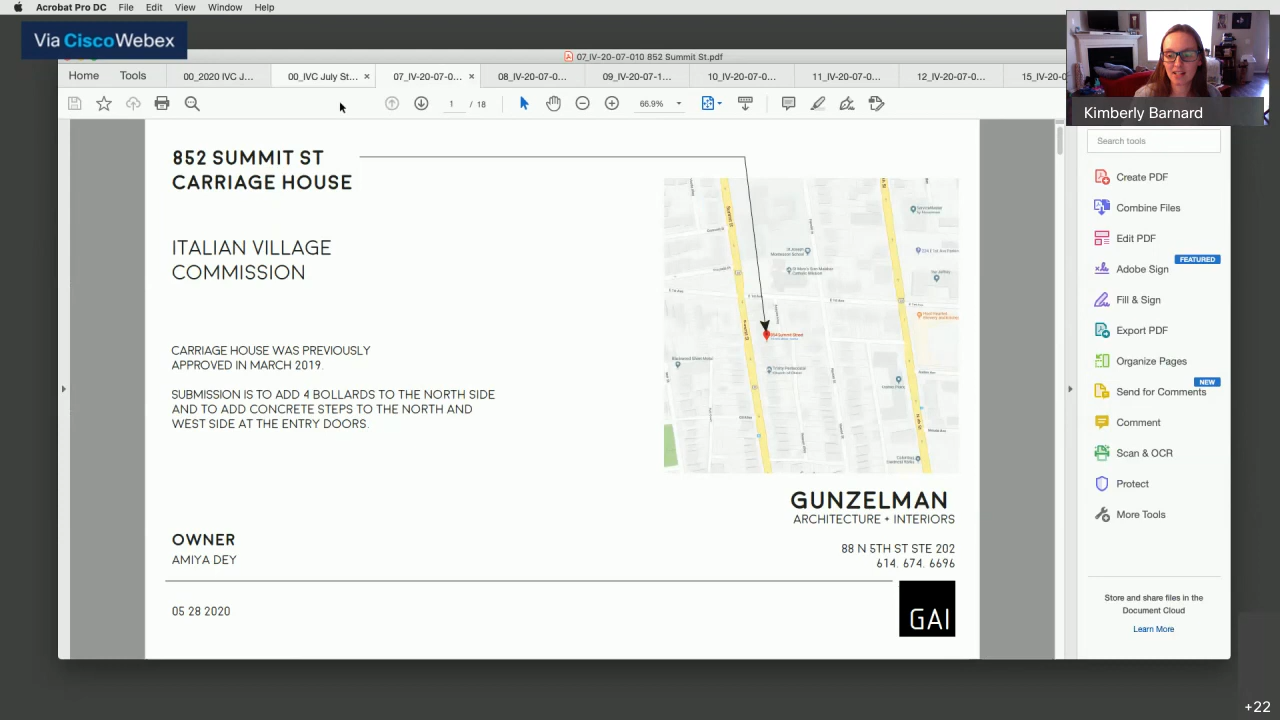 Acrobat Pro DC File Edit View Window Help
Via Cisco Webex
07_IV-20-07-010 852 Summit St.pdf
Home Tools 00_2020 IVC J... 00_IVC July St... × 07_IV-20-07-0... × 08_IV-20-07-0... 09_IV-20-07-1... 10_IV-20-07-0... 11_IV-20-07-0... 12_IV-20-07-0... 15_IV-20-0
1 / 18 66.9%
Kimberly Barnard
852 SUMMIT ST
CARRIAGE HOUSE
ITALIAN VILLAGE
COMMISSION
CARRIAGE HOUSE WAS PREVIOUSLY
APPROVED IN MARCH 2019.
SUBMISSION IS TO ADD 4 BOLLARDS TO THE NORTH SIDE
AND TO ADD CONCRETE STEPS TO THE NORTH AND
WEST SIDE AT THE ENTRY DOORS.
852 Summit Street
GUNZELMAN
ARCHITECTURE + INTERIORS
88 N 5TH ST STE 202
614. 674. 6696
OWNER
AMIYA DEY
05 28 2020
GAI
Search tools
Create PDF
Combine Files
Edit PDF
FEATURED
Adobe Sign
Fill & Sign
Export PDF
Organize Pages
NEW
Send for Comments
Comment
Scan & OCR
Protect
More Tools
Store and share files in the
Document Cloud
Learn More
+22